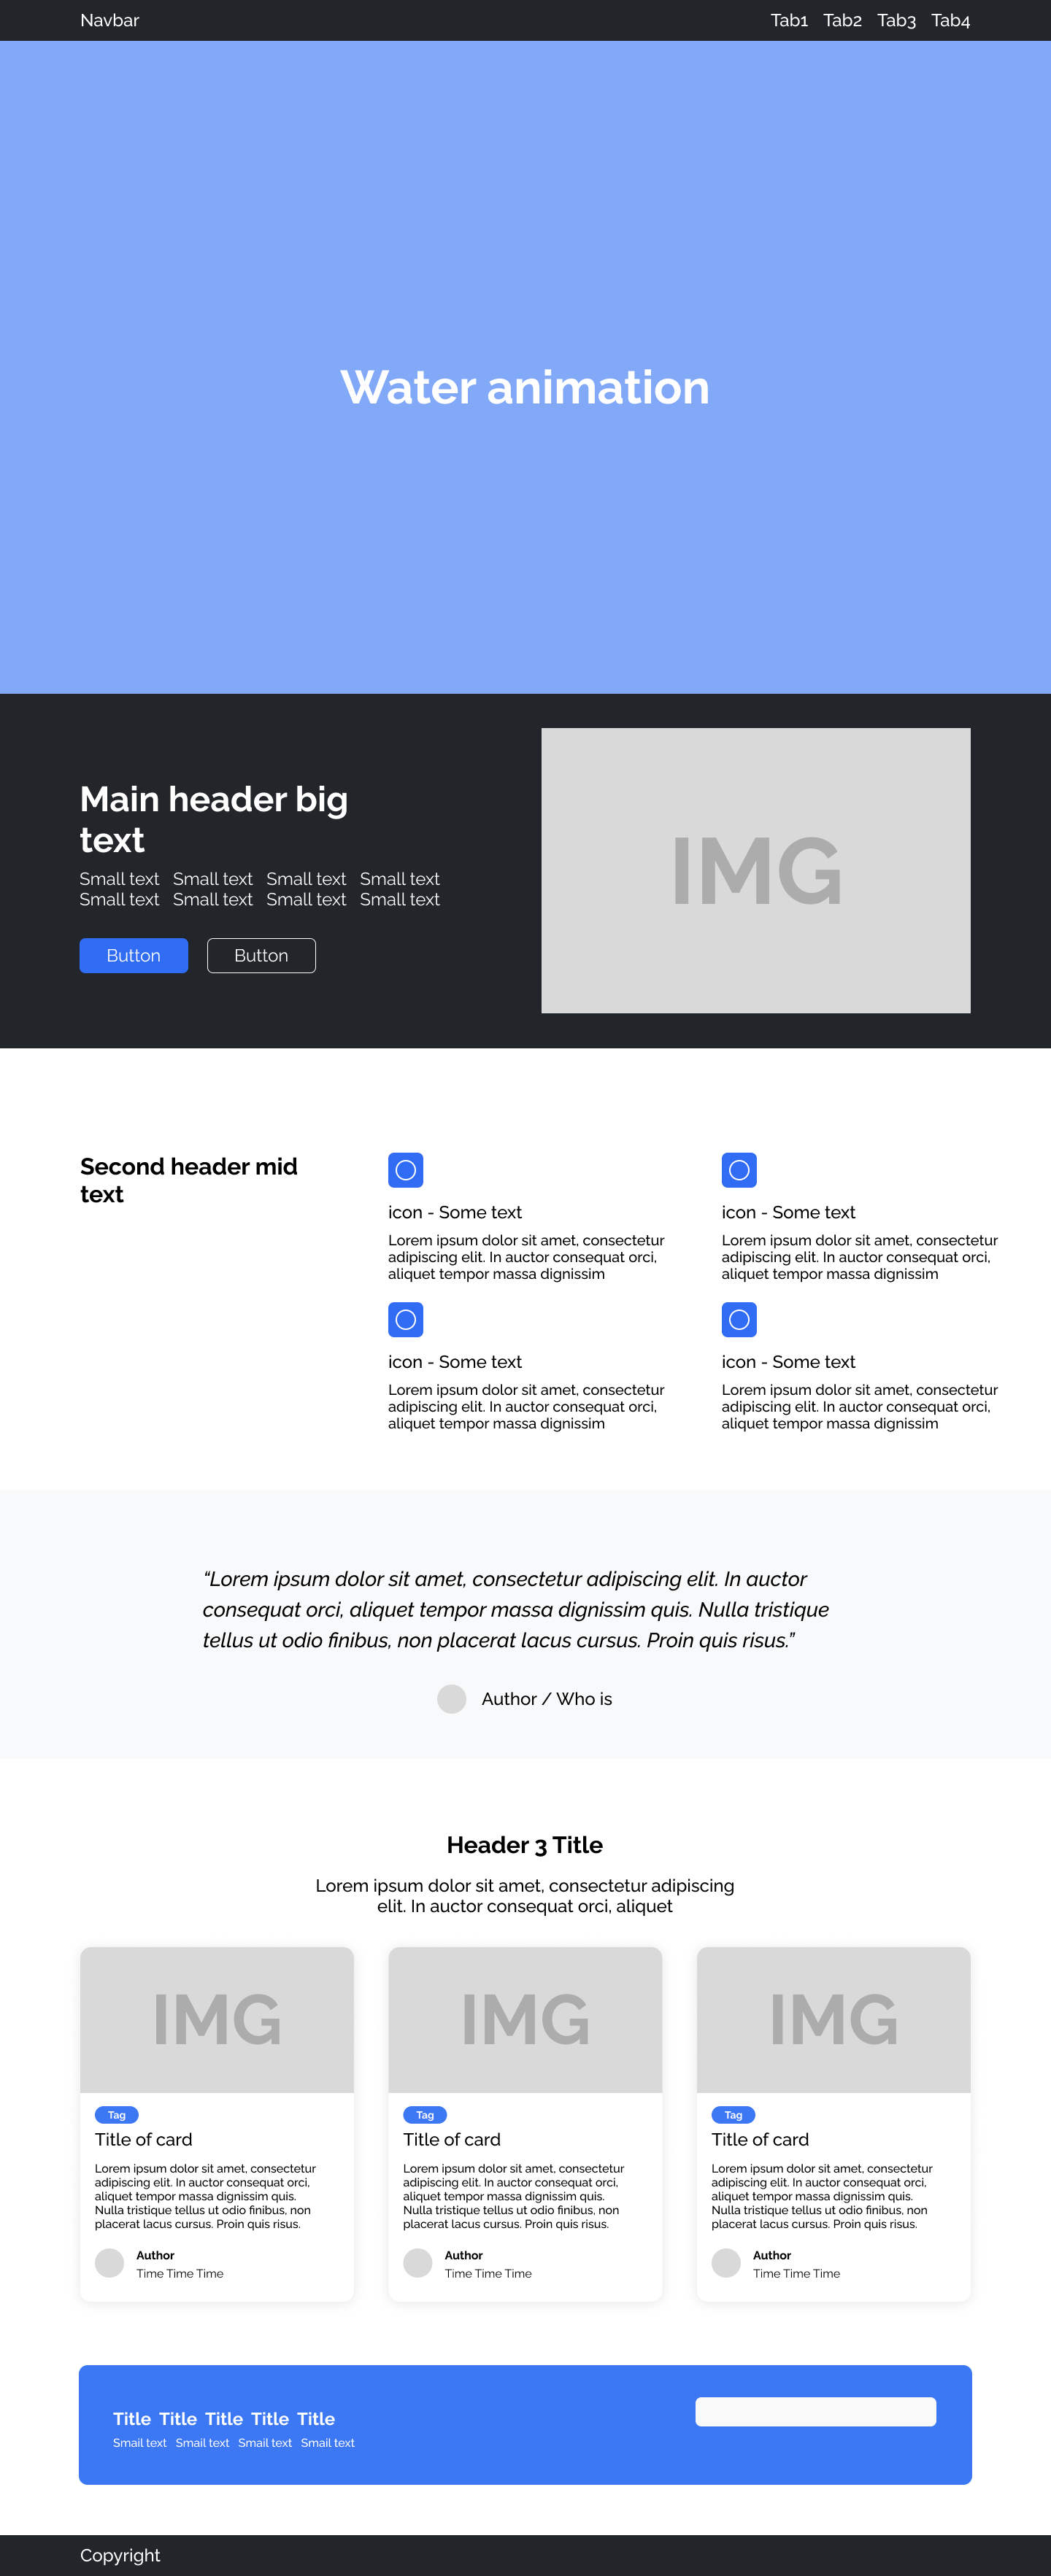 Navbar
Tab1 Tab2 Tab3 Tab4
Water animation
Main header big
text
Small text Small text Small text Small text
Small text Small text Small text Small text
Button Button
IMG
Second header mid
text
icon - Some text
Lorem ipsum dolor sit amet, consectetur
adipiscing elit. In auctor consequat orci,
aliquet tempor massa dignissim
icon - Some text
Lorem ipsum dolor sit amet, consectetur
adipiscing elit. In auctor consequat orci,
aliquet tempor massa dignissim
icon - Some text
Lorem ipsum dolor sit amet, consectetur
adipiscing elit. In auctor consequat orci,
aliquet tempor massa dignissim
icon - Some text
Lorem ipsum dolor sit amet, consectetur
adipiscing elit. In auctor consequat orci,
aliquet tempor massa dignissim
“Lorem ipsum dolor sit amet, consectetur adipiscing elit. In auctor
consequat orci, aliquet tempor massa dignissim quis. Nulla tristique
tellus ut odio finibus, non placerat lacus cursus. Proin quis risus.”
Author / Who is
Header 3 Title
Lorem ipsum dolor sit amet, consectetur adipiscing
elit. In auctor consequat orci, aliquet
IMG
Tag
Title of card
Lorem ipsum dolor sit amet, consectetur
adipiscing elit. In auctor consequat orci,
aliquet tempor massa dignissim quis.
Nulla tristique tellus ut odio finibus, non
placerat lacus cursus. Proin quis risus.
Author
Time Time Time
IMG
Tag
Title of card
Lorem ipsum dolor sit amet, consectetur
adipiscing elit. In auctor consequat orci,
aliquet tempor massa dignissim quis.
Nulla tristique tellus ut odio finibus, non
placerat lacus cursus. Proin quis risus.
Author
Time Time Time
IMG
Tag
Title of card
Lorem ipsum dolor sit amet, consectetur
adipiscing elit. In auctor consequat orci,
aliquet tempor massa dignissim quis.
Nulla tristique tellus ut odio finibus, non
placerat lacus cursus. Proin quis risus.
Author
Time Time Time
Title Title Title Title Title
Smail text Smail text Smail text Smail text
Copyright